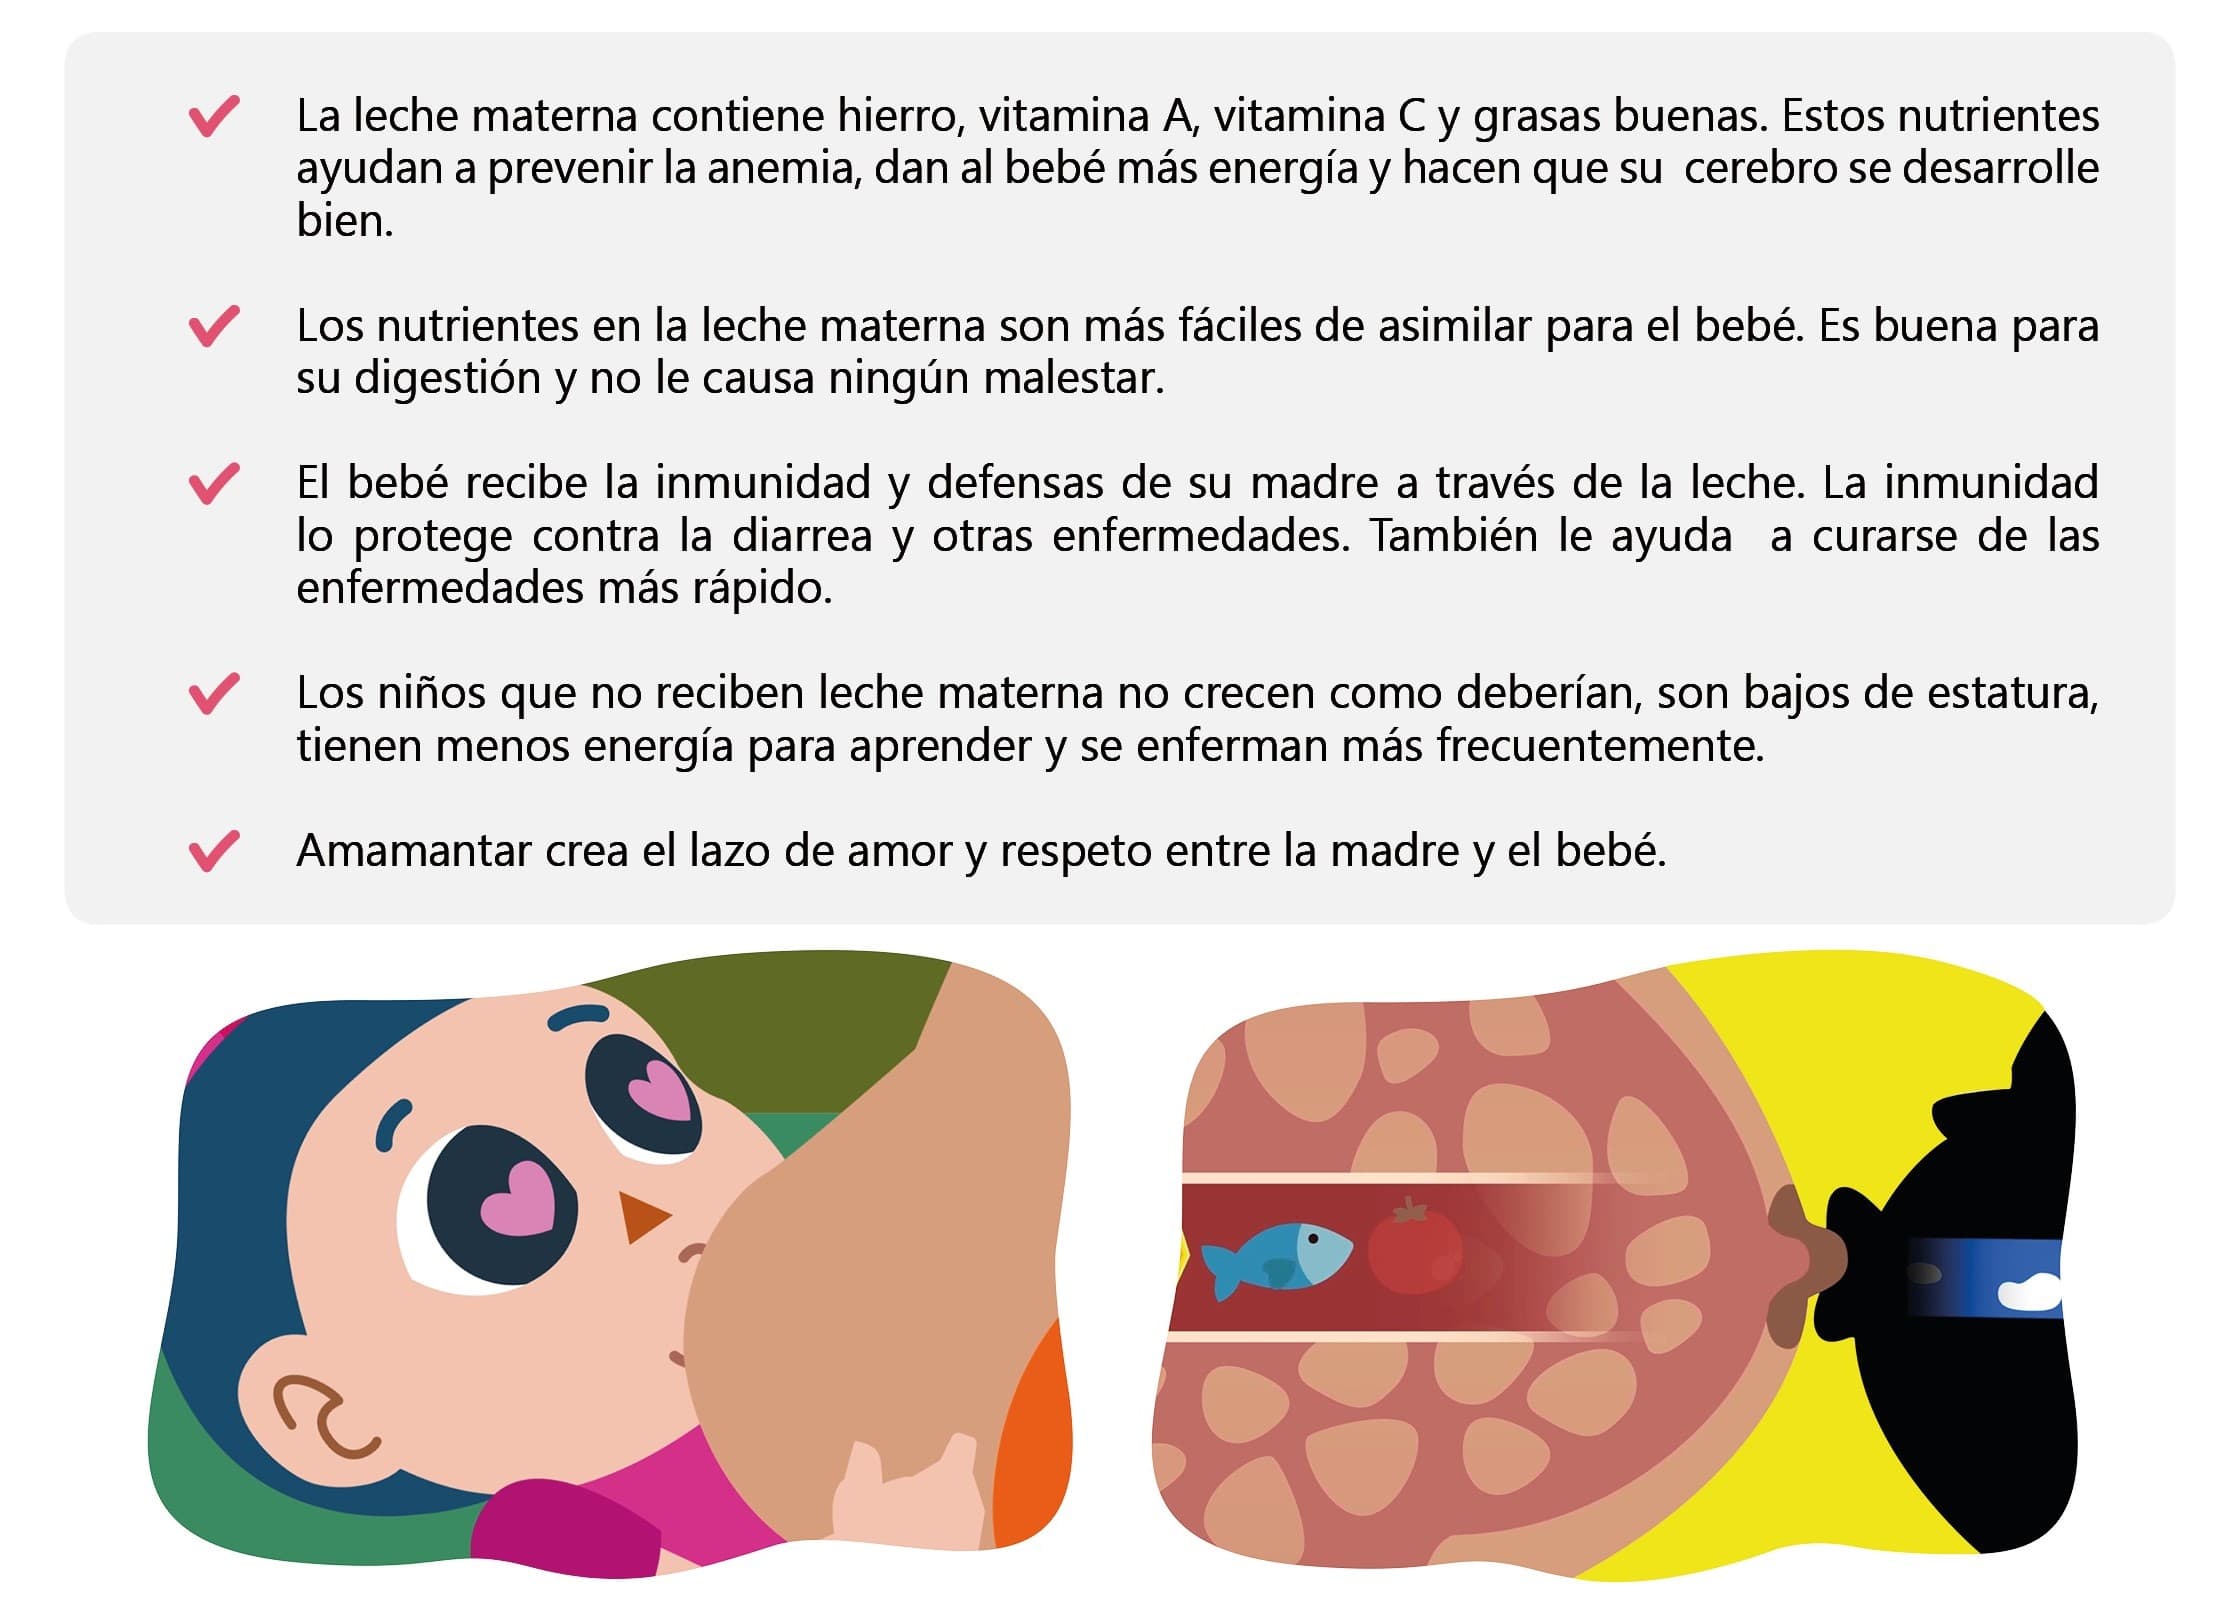 La leche materna contiene hierro, vitamina A, vitamina C y grasas buenas. Estos nutrientes
ayudan a prevenir la anemia, dan al bebé más energía y hacen que su cerebro se desarrolle
bien.
Los nutrientes en la leche materna son más fáciles de asimilar para el bebé. Es buena para
su digestión y no le causa ningún malestar.
El bebé recibe la inmunidad y defensas de su madre a través de la leche. La inmunidad
lo protege contra la diarrea y otras enfermedades. También le ayuda a curarse de las
enfermedades más rápido.
Los niños que no reciben leche materna no crecen como deberían, son bajos de estatura,
tienen menos energía para aprender y se enferman más frecuentemente.
Amamantar crea el lazo de amor y respeto entre la madre y el bebé.